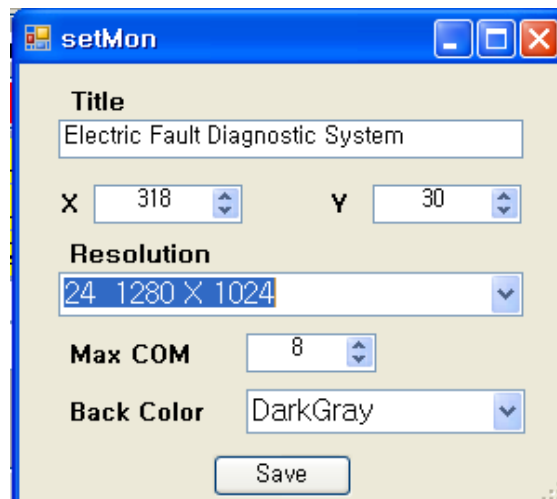 setMon
Title
Electric Fault Diagnostic System
X 318 Y 30
Resolution
24 1280 X 1024
Max COM 8
Back Color DarkGray
Save